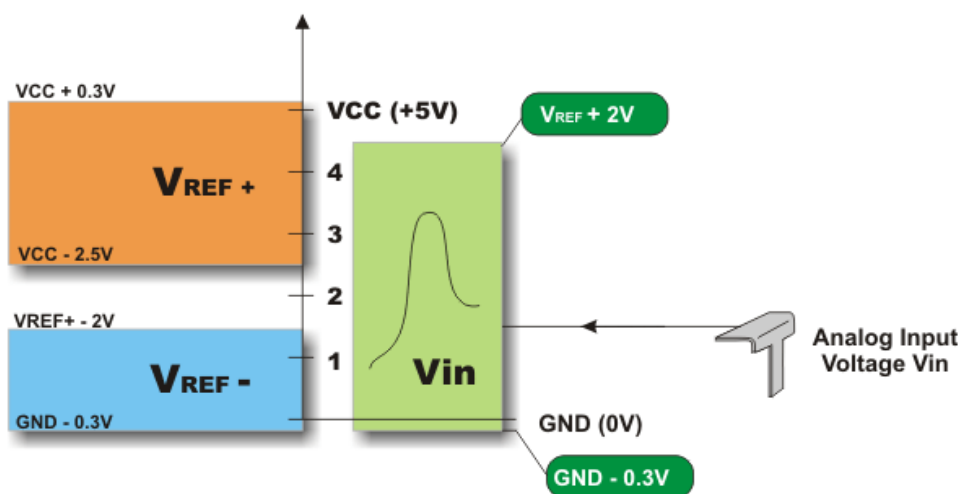 VCC + 0.3V
VCC (+5V)
VREF + 2V
VREF +
4
3
VCC - 2.5V
2
VREF+ - 2V
1
VREF -
Vin
Analog Input
Voltage Vin
GND - 0.3V
GND (0V)
GND - 0.3V